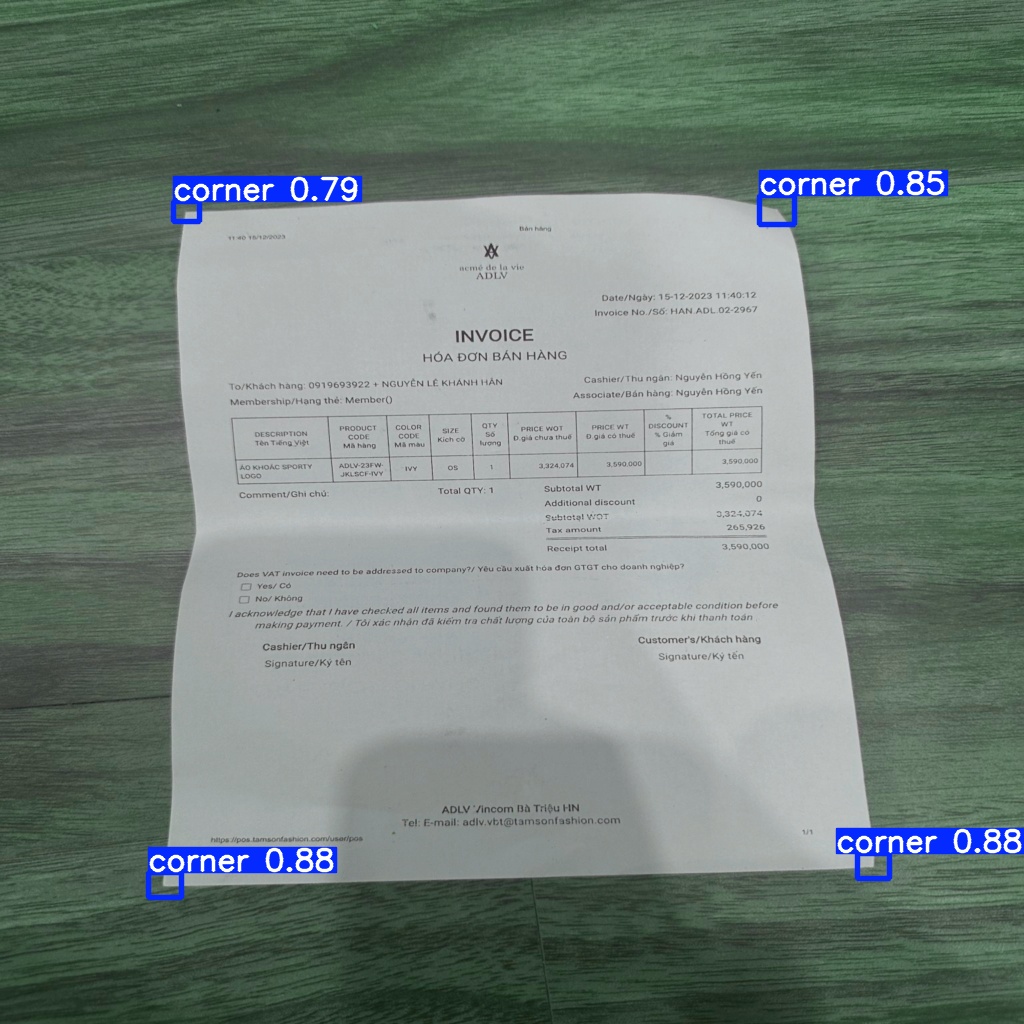 corner 0.79
corner 0.85
11:40 15/12/2023
Bán hàng
acmé de la vie
ADLV
Date/Ngày: 15-12-2023 11:40:12
Invoice No./Số: HAN.ADL.02-2967
INVOICE
HÓA ĐƠN BÁN HÀNG
To/Khách hàng: 0919693922 + NGUYỄN LÊ KHÁNH HÂN
Cashier/Thu ngân: Nguyễn Hồng Yến
Membership/Hạng thẻ: Member()
Associate/Bán hàng: Nguyễn Hồng Yến
DESCRIPTION Tên Tiếng Việt | PRODUCT CODE Mã hàng | COLOR CODE Mã màu | SIZE Kích cỡ | QTY Số lượng | PRICE WOT Đ.giá chưa thuế | PRICE WT Đ.giá có thuế | % DISCOUNT % Giảm giá | TOTAL PRICE WT Tổng giá có thuế
ÁO KHOÁC SPORTY LOGO | ADLV-23FW-JKLSCF-IVY | IVY | OS | 1 | 3,324,074 | 3,590,000 | 3,590,000
Comment/Ghi chú:
Total QTY: 1
Subtotal WT 3,590,000
Additional discount 0
Subtotal WOT 3,324,074
Tax amount 265,926
Receipt total 3,590,000
Does VAT invoice need to be addressed to company?/ Yêu cầu xuất hóa đơn GTGT cho doanh nghiệp?
Yes/ Có
No/ Không
I acknowledge that I have checked all items and found them to be in good and/or acceptable condition before
making payment. / Tôi xác nhận đã kiểm tra chất lượng của toàn bộ sản phẩm trước khi thanh toán
Cashier/Thu ngân
Customer's/Khách hàng
Signature/Ký tên
Signature/Ký tên
ADLV Vincom Bà Triệu HN
Tel: E-mail: adlv.vbt@tamsonfashion.com
https://pos.tamsonfashion.com/user/pos
1/1
corner 0.88
corner 0.88